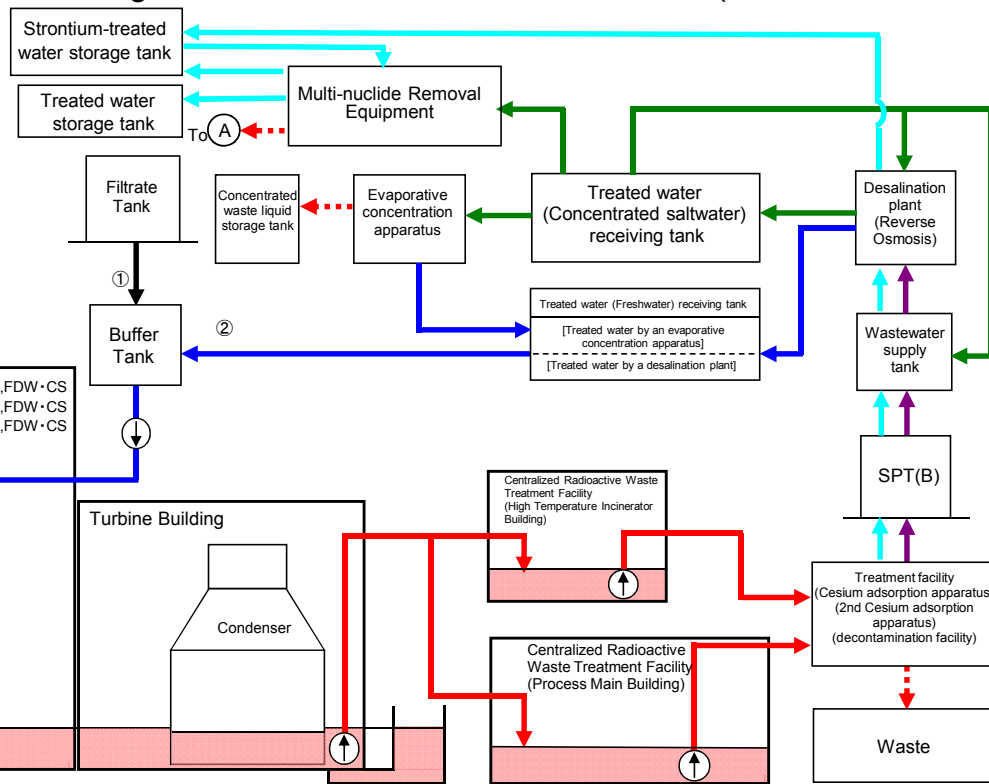 Strontium-treated
water storage tank
Treated water
storage tank
Multi-nuclide Removal
Equipment
To A
Filtrate
Tank
Concentrated
waste liquid
storage tank
Evaporative
concentration
apparatus
Treated water
(Concentrated saltwater)
receiving tank
Desalination
plant
(Reverse
Osmosis)
①
②
Buffer
Tank
Treated water (Freshwater) receiving tank
[Treated water by an evaporative
concentration apparatus]
[Treated water by a desalination plant]
Wastewater
supply
tank
,FDW・CS
,FDW・CS
,FDW・CS
SPT(B)
Turbine Building
Condenser
Centralized Radioactive Waste
Treatment Facility
(High Temperature Incinerator
Building)
Centralized Radioactive
Waste Treatment Facility
(Process Main Building)
Treatment facility
(Cesium adsorption apparatus
(2nd Cesium adsorption
apparatus)
(decontamination facility)
Waste